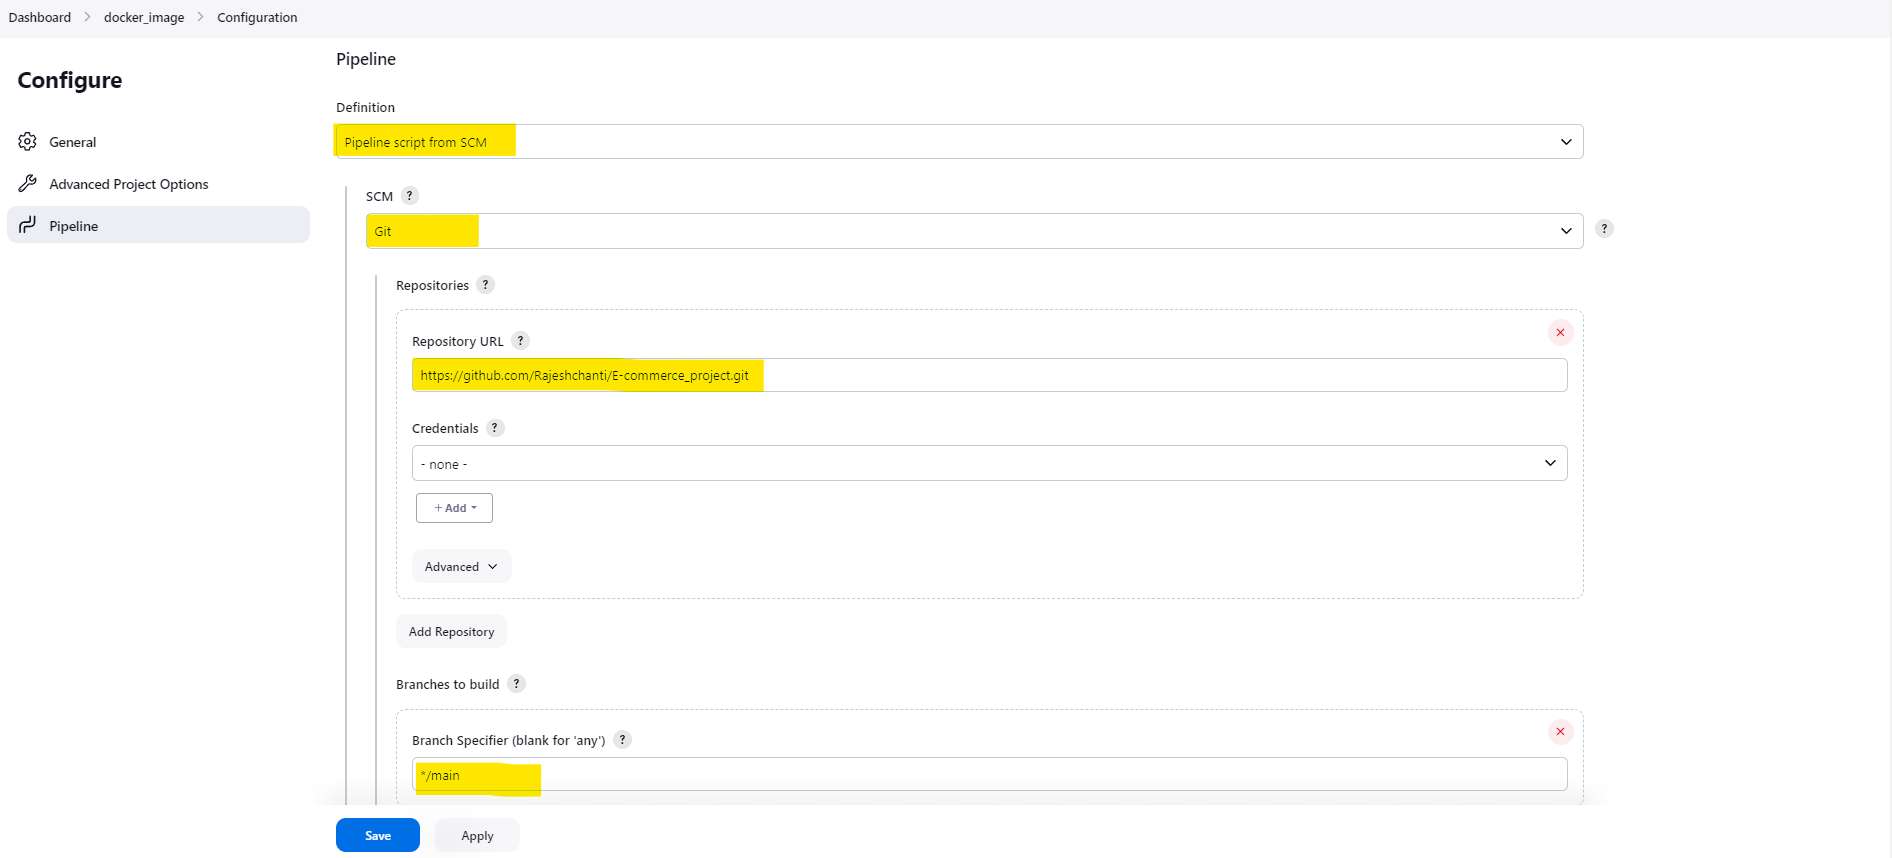 Dashboard > docker_image > Configuration
Configure
General
Advanced Project Options
Pipeline
Pipeline
Definition
Pipeline script from SCM
SCM ?
Git
?
Repositories ?
Repository URL ?
https://github.com/Rajeshchanti/E-commerce_project.git
Credentials ?
- none -
+ Add
Advanced
Add Repository
Branches to build ?
Branch Specifier (blank for 'any') ?
*/main
Save Apply